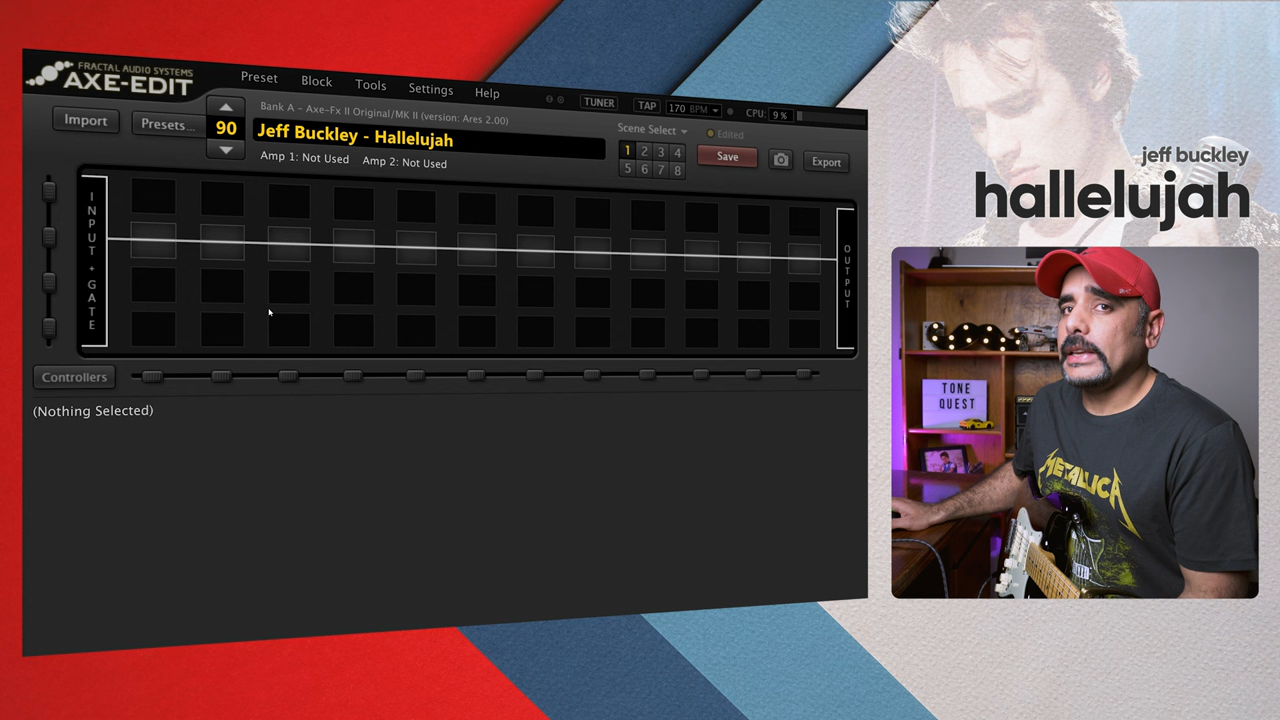 FRACTAL AUDIO SYSTEMS
AXE-EDIT
Preset Block Tools Settings Help
TUNER TAP 170 BPM CPU: 9 %
Import Presets... 90
Bank A - Axe-Fx II Original/MK II (version: Ares 2.00)
Jeff Buckley - Hallelujah
Amp 1: Not Used Amp 2: Not Used
Scene Select
1 2 3 4
5 6 7 8
Edited
Save
Export
INPUT + GATE
OUTPUT
Controllers
(Nothing Selected)
jeff buckley
hallelujah
TONE
QUEST
METALLICA